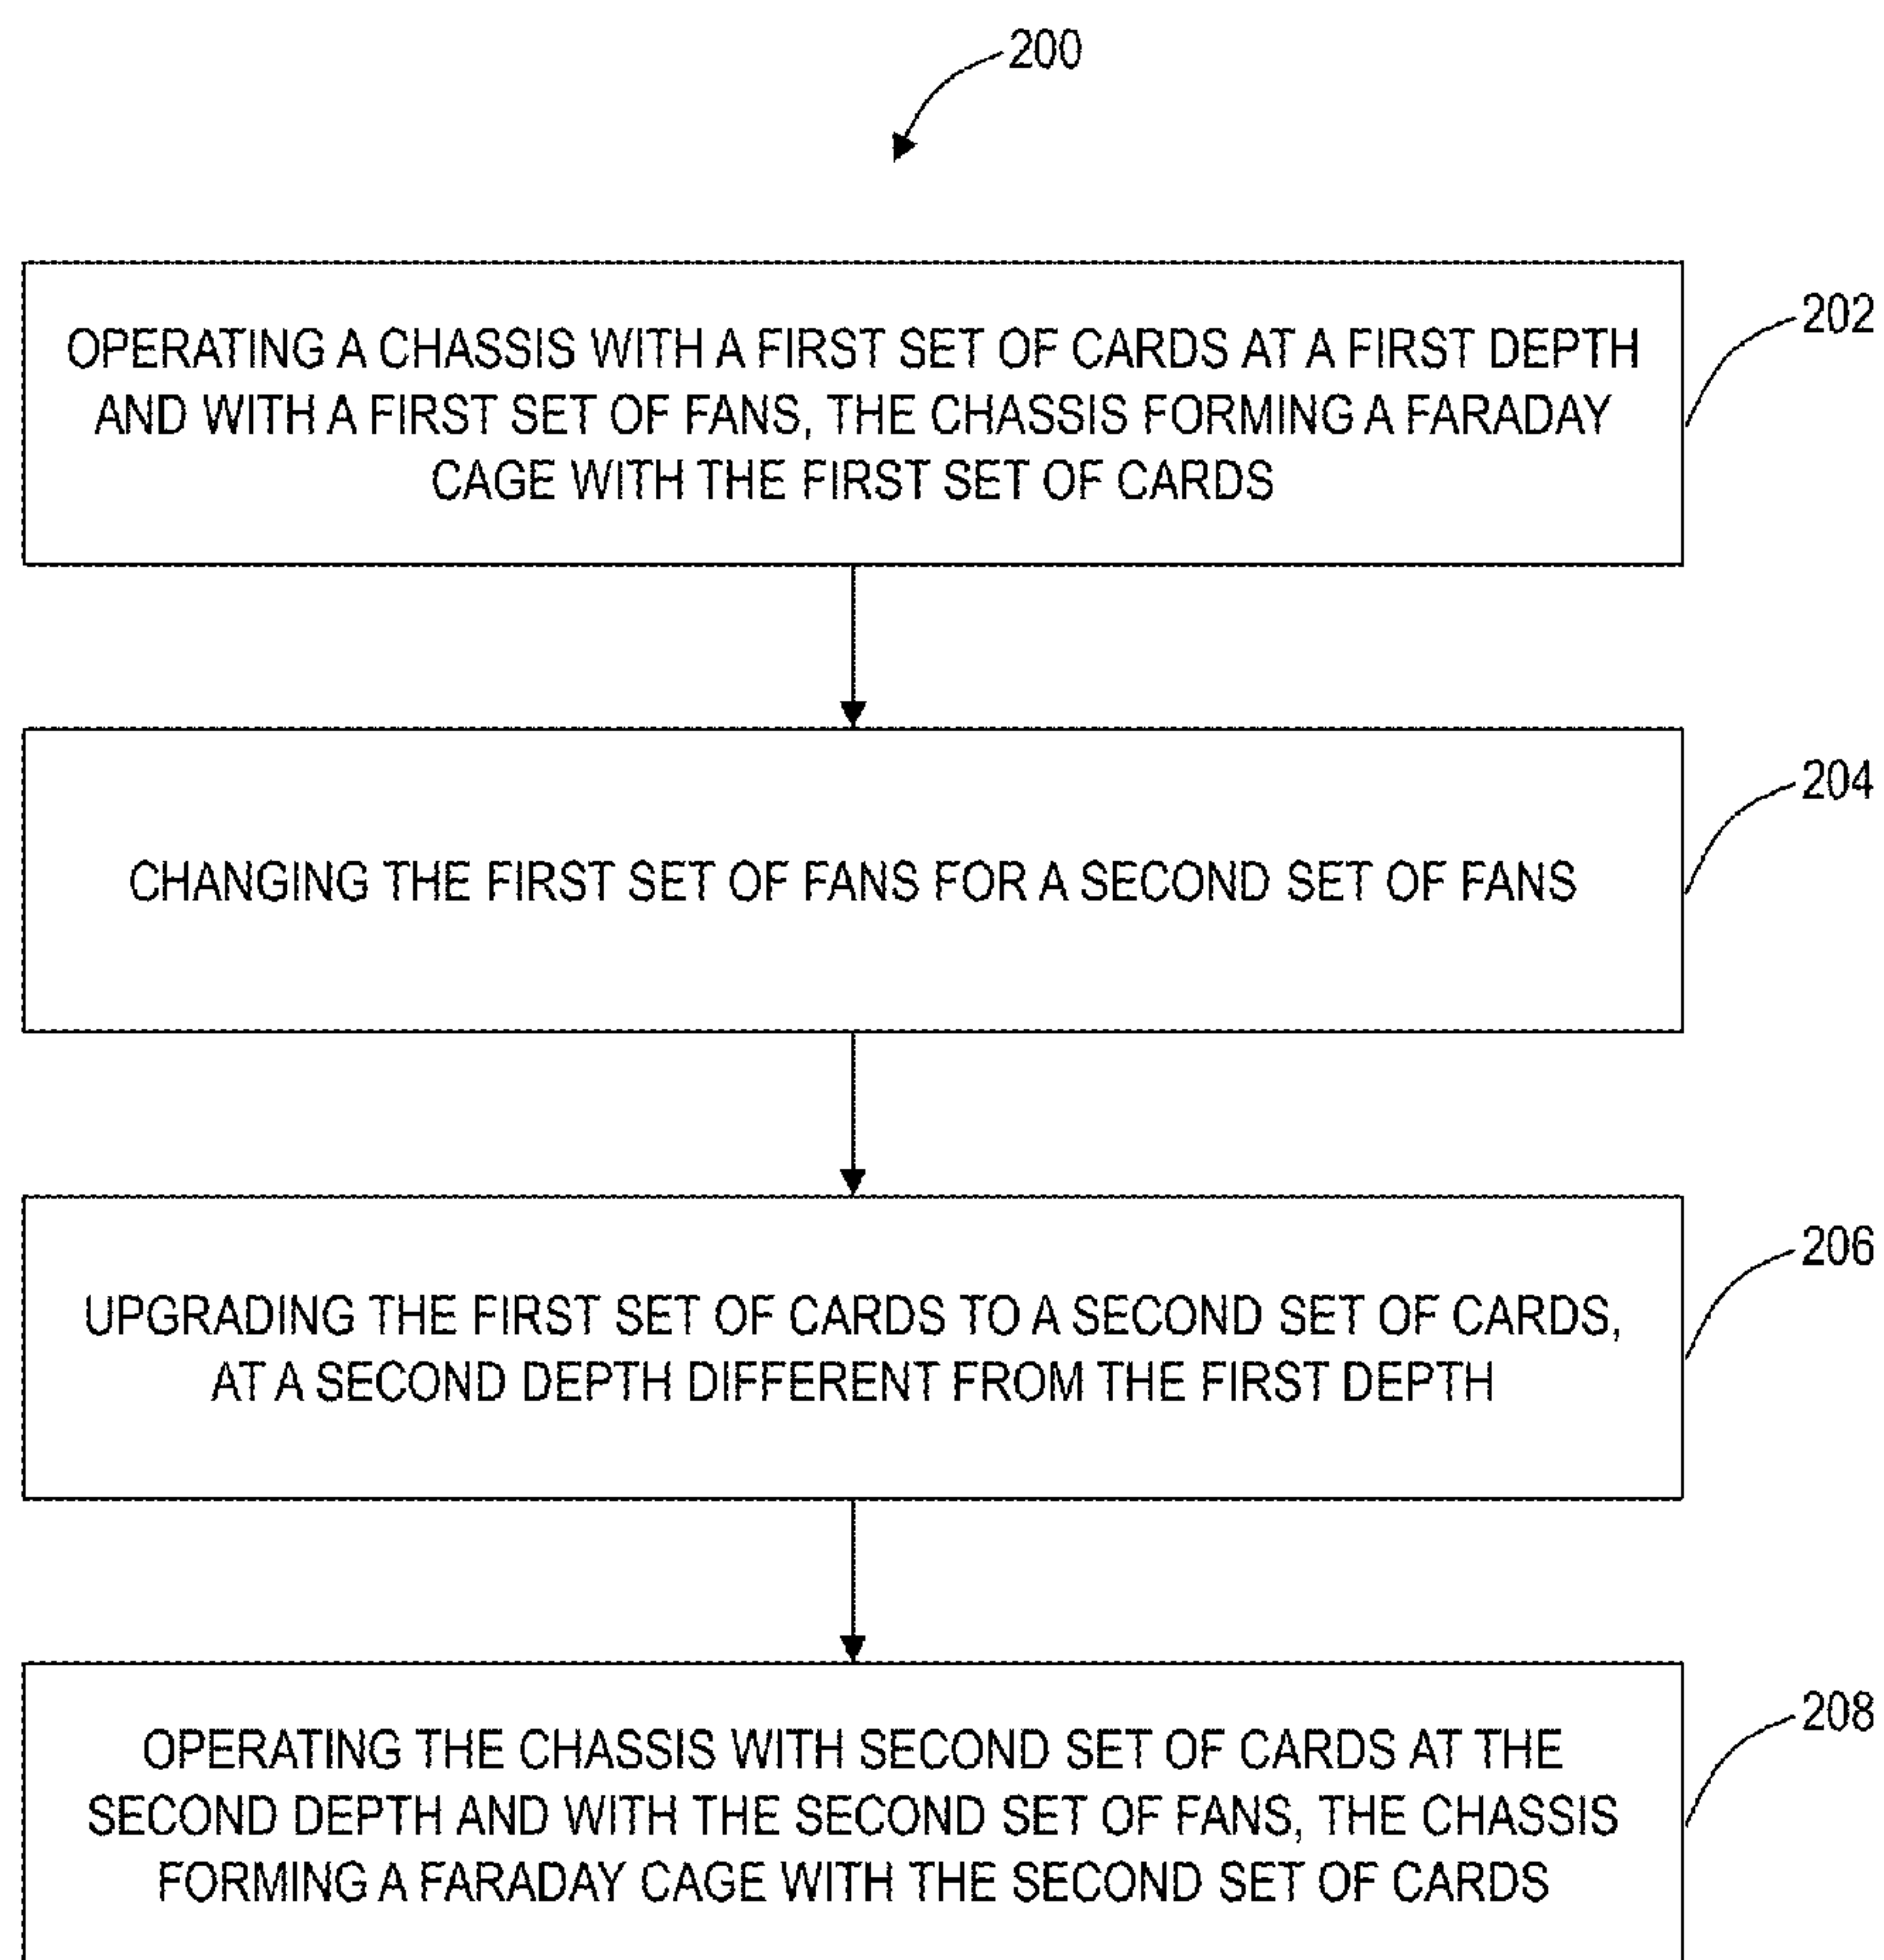 200
OPERATING A CHASSIS WITH A FIRST SET OF CARDS AT A FIRST DEPTH
AND WITH A FIRST SET OF FANS, THE CHASSIS FORMING A FARADAY
CAGE WITH THE FIRST SET OF CARDS
202
CHANGING THE FIRST SET OF FANS FOR A SECOND SET OF FANS
204
UPGRADING THE FIRST SET OF CARDS TO A SECOND SET OF CARDS,
AT A SECOND DEPTH DIFFERENT FROM THE FIRST DEPTH
206
OPERATING THE CHASSIS WITH SECOND SET OF CARDS AT THE
SECOND DEPTH AND WITH THE SECOND SET OF FANS, THE CHASSIS
FORMING A FARADAY CAGE WITH THE SECOND SET OF CARDS
208